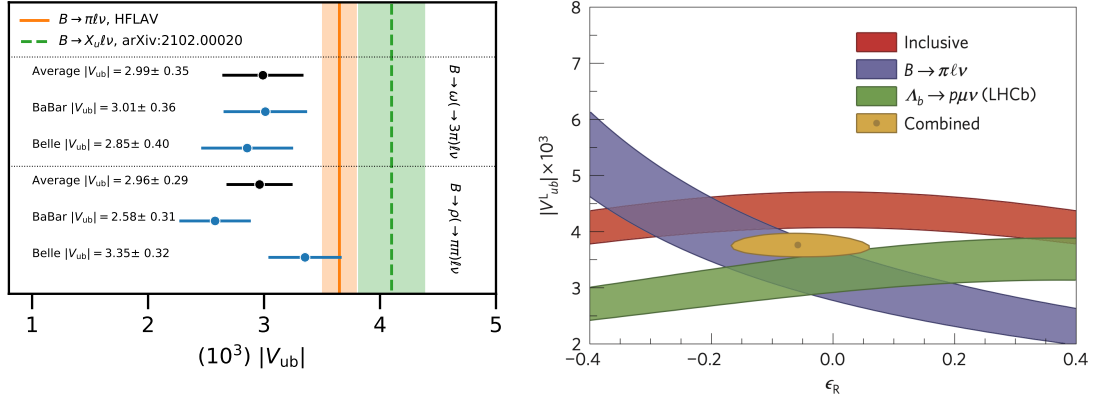 B→πℓν, HFLAV
B→X_uℓν, arXiv:2102.00020
Average |V_ub| = 2.99± 0.35
BaBar |V_ub| = 3.01± 0.36
Belle |V_ub| = 2.85± 0.40
B→ω(→3π)ℓν
Average |V_ub| = 2.96± 0.29
BaBar |V_ub| = 2.58± 0.31
Belle |V_ub| = 3.35± 0.32
B→ρ(→ππ)ℓν
1 2 3 4 5
(10³) |V_ub|
8
7
6
5
4
3
2
|V^L_ub|×10³
Inclusive
B→πℓν
Λ_b→pμν (LHCb)
Combined
−0.4 −0.2 0.0 0.2 0.4
ϵ_R